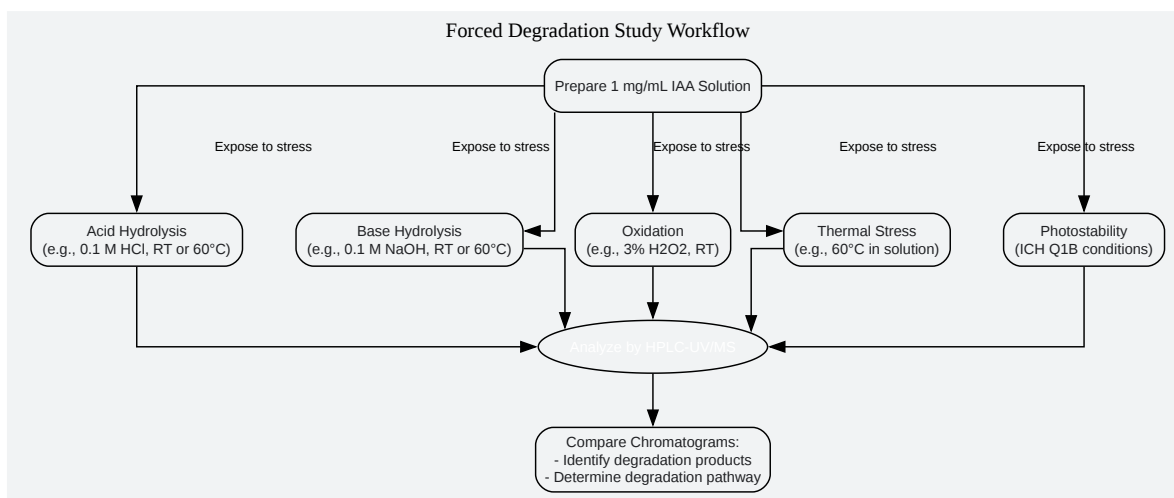 Forced Degradation Study Workflow
Prepare 1 mg/mL IAA Solution
Expose to stress
Expose to stress
Expose to stress
Expose to stress
Expose to stress
Acid Hydrolysis
(e.g., 0.1 M HCl, RT or 60°C)
Base Hydrolysis
(e.g., 0.1 M NaOH, RT or 60°C)
Oxidation
(e.g., 3% H2O2, RT)
Thermal Stress
(e.g., 60°C in solution)
Photostability
(ICH Q1B conditions)
Analyze by HPLC-UV/MS
Compare Chromatograms:
- Identify degradation products
- Determine degradation pathway